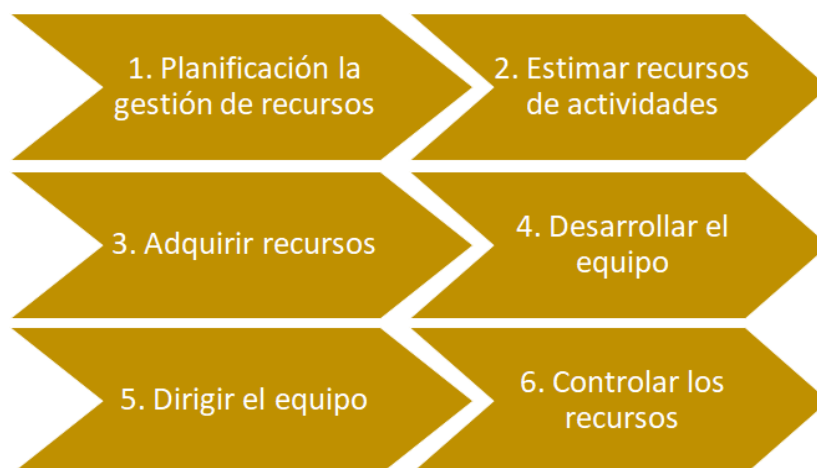 1. Planificación la
gestión de recursos
2. Estimar recursos
de actividades
3. Adquirir recursos
4. Desarrollar el
equipo
5. Dirigir el equipo
6. Controlar los
recursos